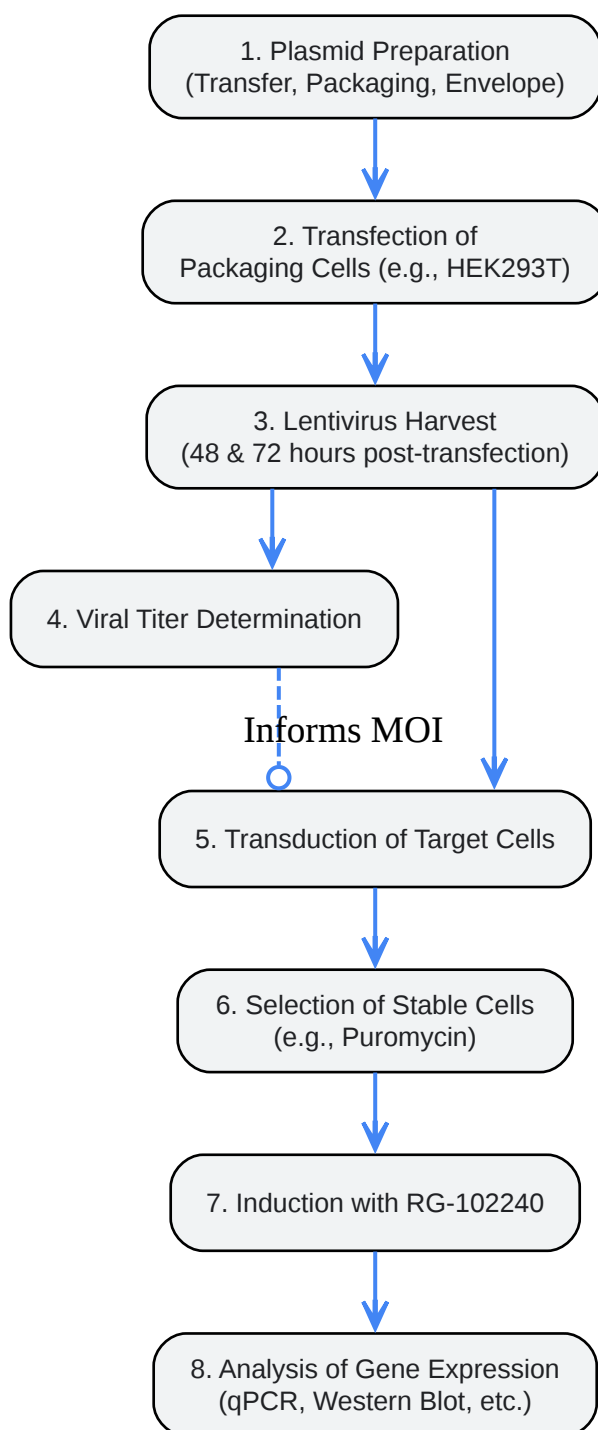 1. Plasmid Preparation
(Transfer, Packaging, Envelope)
2. Transfection of
Packaging Cells (e.g., HEK293T)
3. Lentivirus Harvest
(48 & 72 hours post-transfection)
4. Viral Titer Determination
Informs MOI
5. Transduction of Target Cells
6. Selection of Stable Cells
(e.g., Puromycin)
7. Induction with RG-102240
8. Analysis of Gene Expression
(qPCR, Western Blot, etc.)